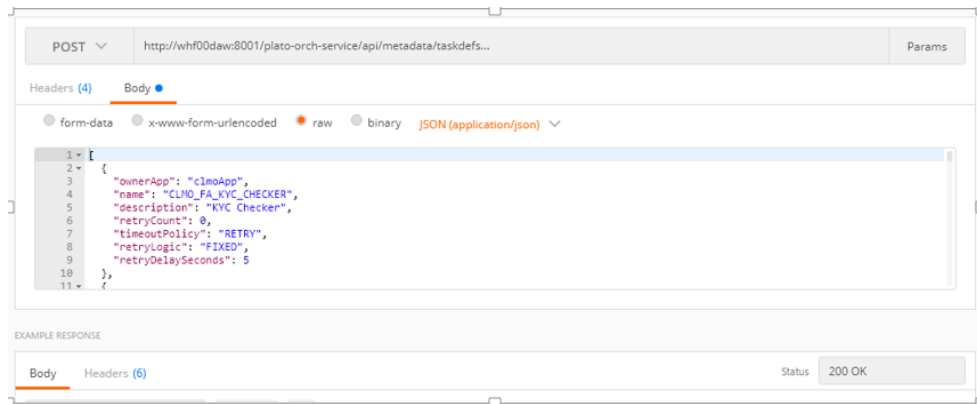 POST http://whf00daw:8001/plato-orch-service/api/metadata/taskdefs... Params
Headers (4) Body
form-data x-www-form-urlencoded raw binary JSON (application/json)
1 [
2 {
3 "ownerApp": "clmoApp",
4 "name": "CLMO_FA_KYC_CHECKER",
5 "description": "KYC Checker",
6 "retryCount": 0,
7 "timeoutPolicy": "RETRY",
8 "retryLogic": "FIXED",
9 "retryDelaySeconds": 5
10 },
11 {
EXAMPLE RESPONSE
Body Headers (6) Status 200 OK